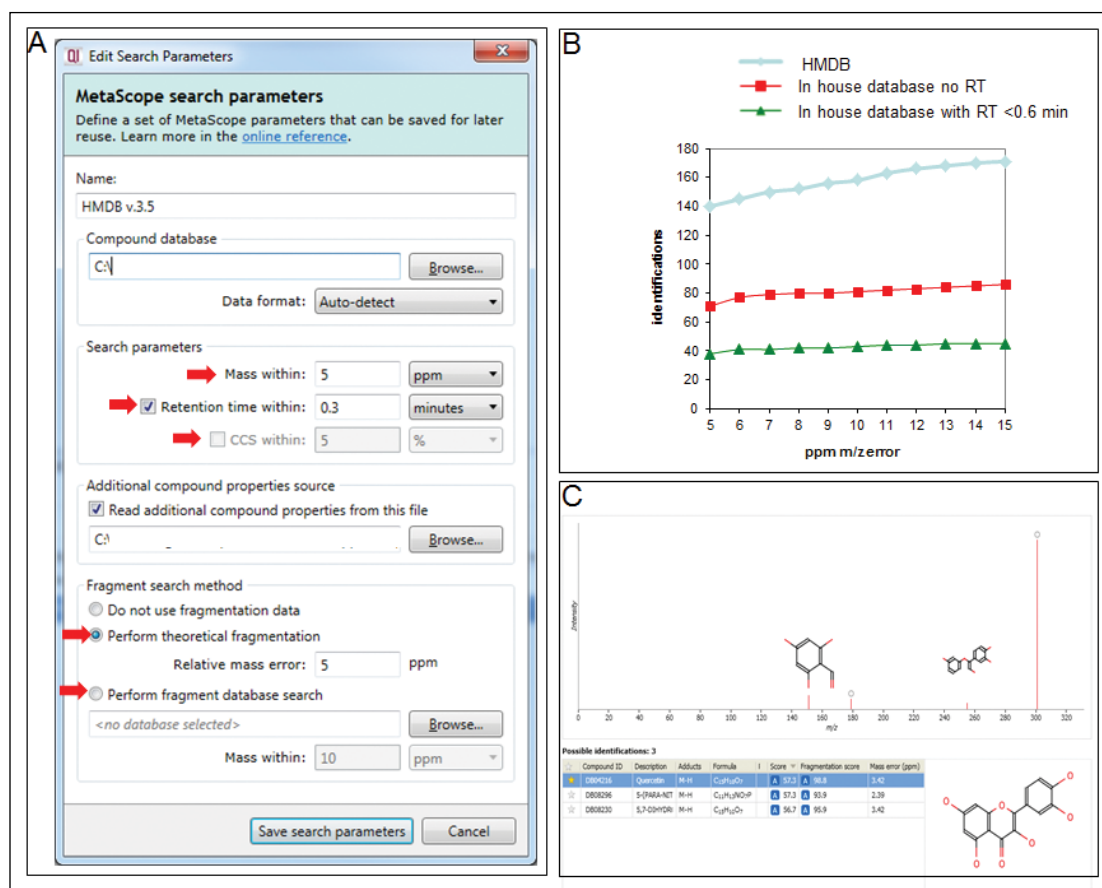 A
QI Edit Search Parameters
MetaScope search parameters
Define a set of MetaScope parameters that can be saved for later
reuse. Learn more in the online reference.
Name:
HMDB v.3.5
Compound database
C:\
Browse...
Data format: Auto-detect
Search parameters
Mass within: 5 ppm
Retention time within: 0.3 minutes
CCS within: 5 %
Additional compound properties source
Read additional compound properties from this file
C:\
Browse...
Fragment search method
Do not use fragmentation data
Perform theoretical fragmentation
Relative mass error: 5 ppm
Perform fragment database search
<no database selected>
Browse...
Mass within: 10 ppm
Save search parameters
Cancel
B
HMDB
In house database no RT
In house database with RT <0.6 min
identifications
180
160
140
120
100
80
60
40
20
0
5 6 7 8 9 10 11 12 13 14 15
ppm m/z error
C
Intensity
0 20 40 60 80 100 120 140 160 180 200 220 240 260 280 300 320
m/z
Possible identifications: 3
Compound ID Description Adducts Formula I Score Fragmentation score Mass error (ppm)
DB04216 Quercetin M-H C₁₅H₁₀O₇ A 57.3 A 98.8 3.42
DB08296 5-(PARA-NIT M-H A 57.3 A 93.9 2.39
DB08230 5,7-DIHYDRI M-H A 56.7 A 95.9 3.42
O O O O O O O